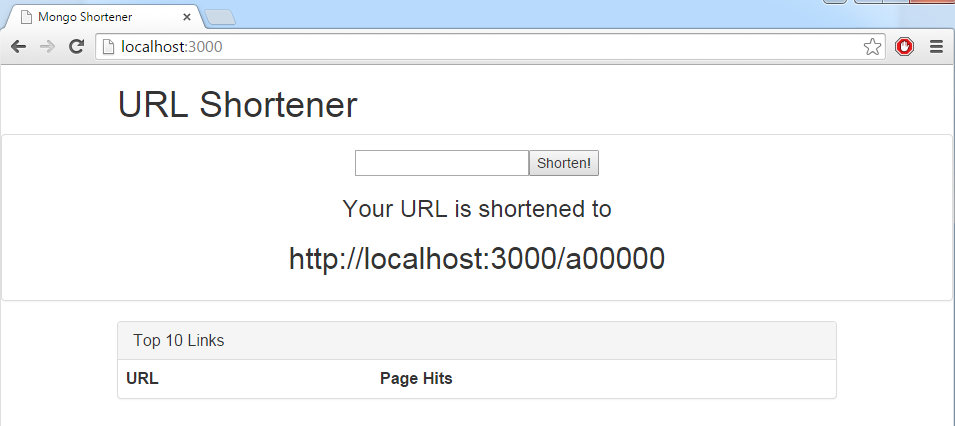 Mongo Shortener
localhost:3000
URL Shortener
Shorten!
Your URL is shortened to
http://localhost:3000/a00000
Top 10 Links
URL Page Hits